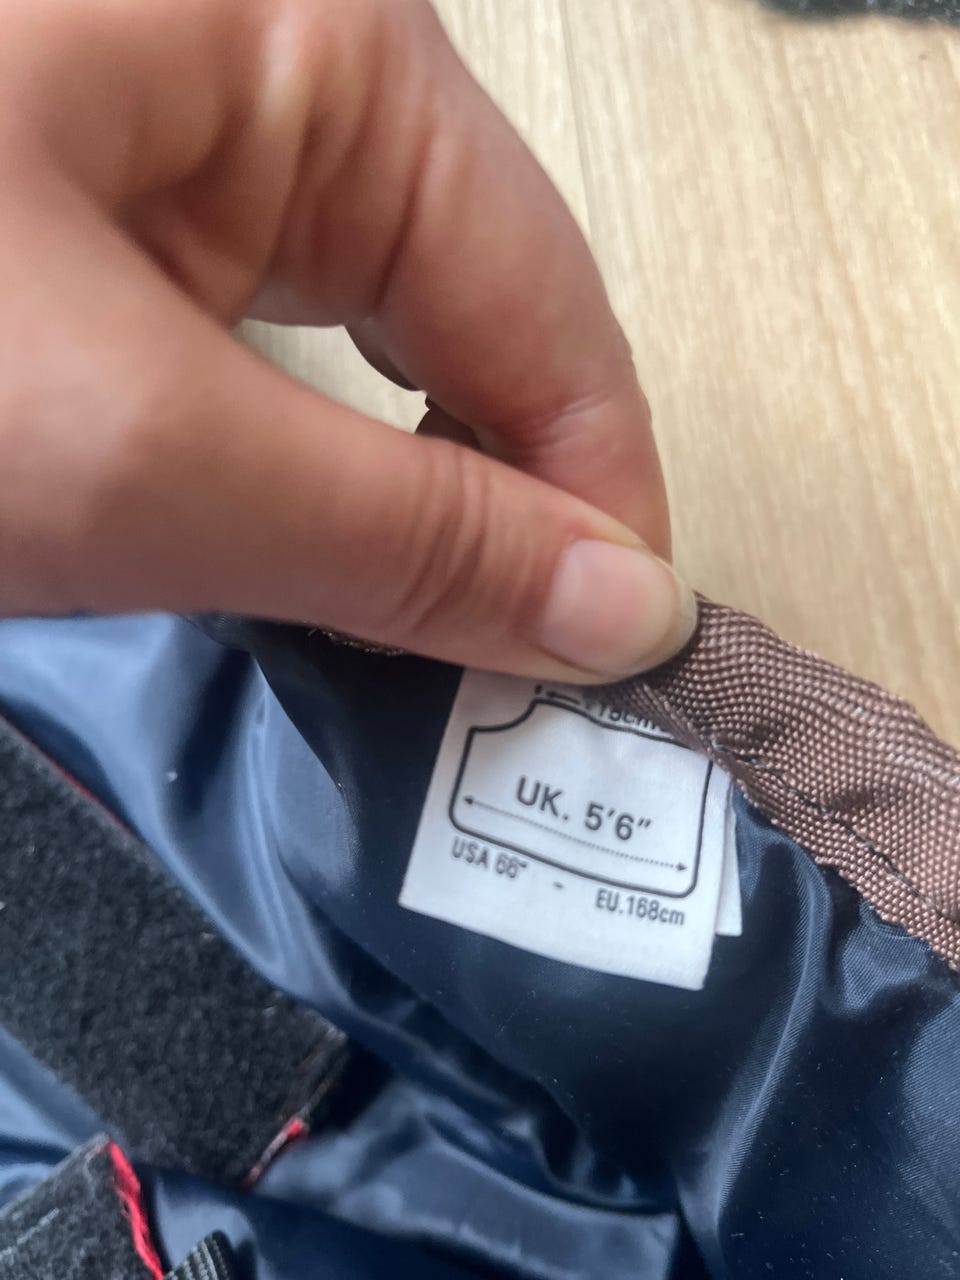 UK. 5'6"
USA 66" - EU.168cm